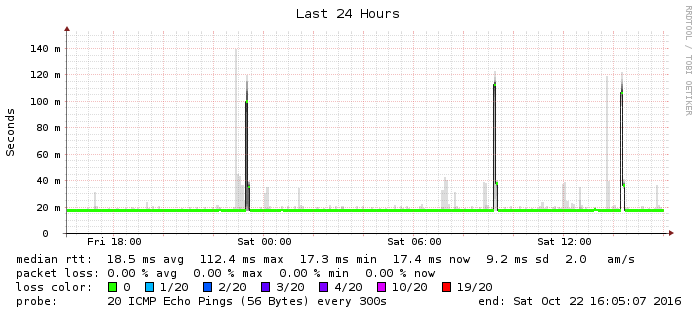 Last 24 Hours
RRDTOOL / TOBI OETIKER
Seconds
140 m
120 m
100 m
80 m
60 m
40 m
20 m
0
Fri 18:00 Sat 00:00 Sat 06:00 Sat 12:00
median rtt: 18.5 ms avg 112.4 ms max 17.3 ms min 17.4 ms now 9.2 ms sd 2.0 am/s
packet loss: 0.00 % avg 0.00 % max 0.00 % min 0.00 % now
loss color: 0 1/20 2/20 3/20 4/20 10/20 19/20
probe: 20 ICMP Echo Pings (56 Bytes) every 300s end: Sat Oct 22 16:05:07 2016